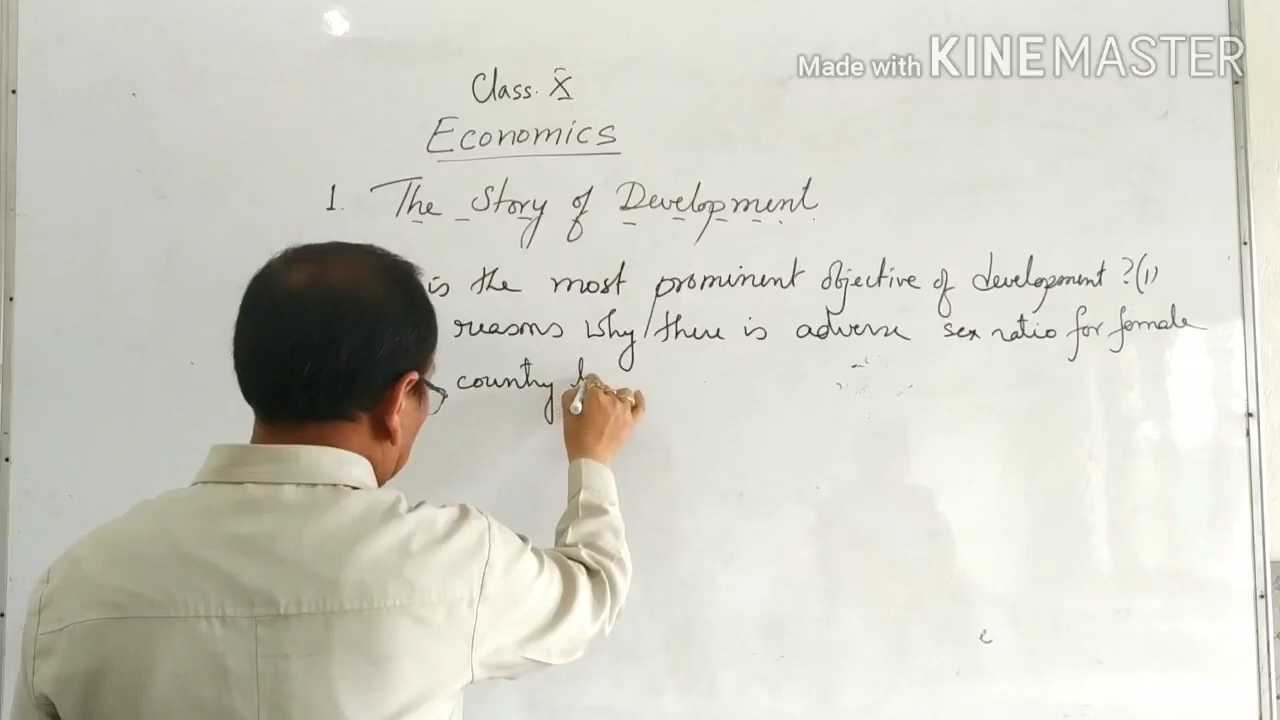 Made with KINEMASTER
Class. X
Economics
1. The Story of Development
is the most prominent objective of development ? (1)
reasons why there is adverse sex ratio for female
country